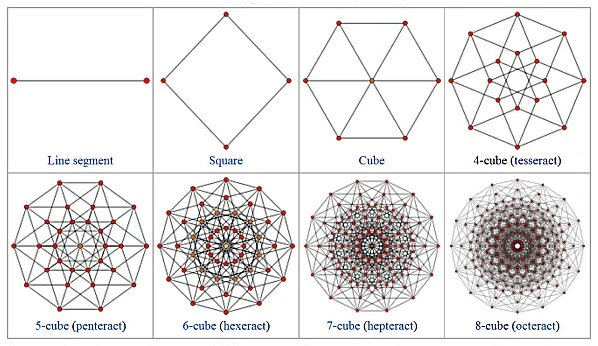 Line segment
Square
Cube
4-cube (tesseract)
5-cube (penteract)
6-cube (hexeract)
7-cube (hepteract)
8-cube (octeract)